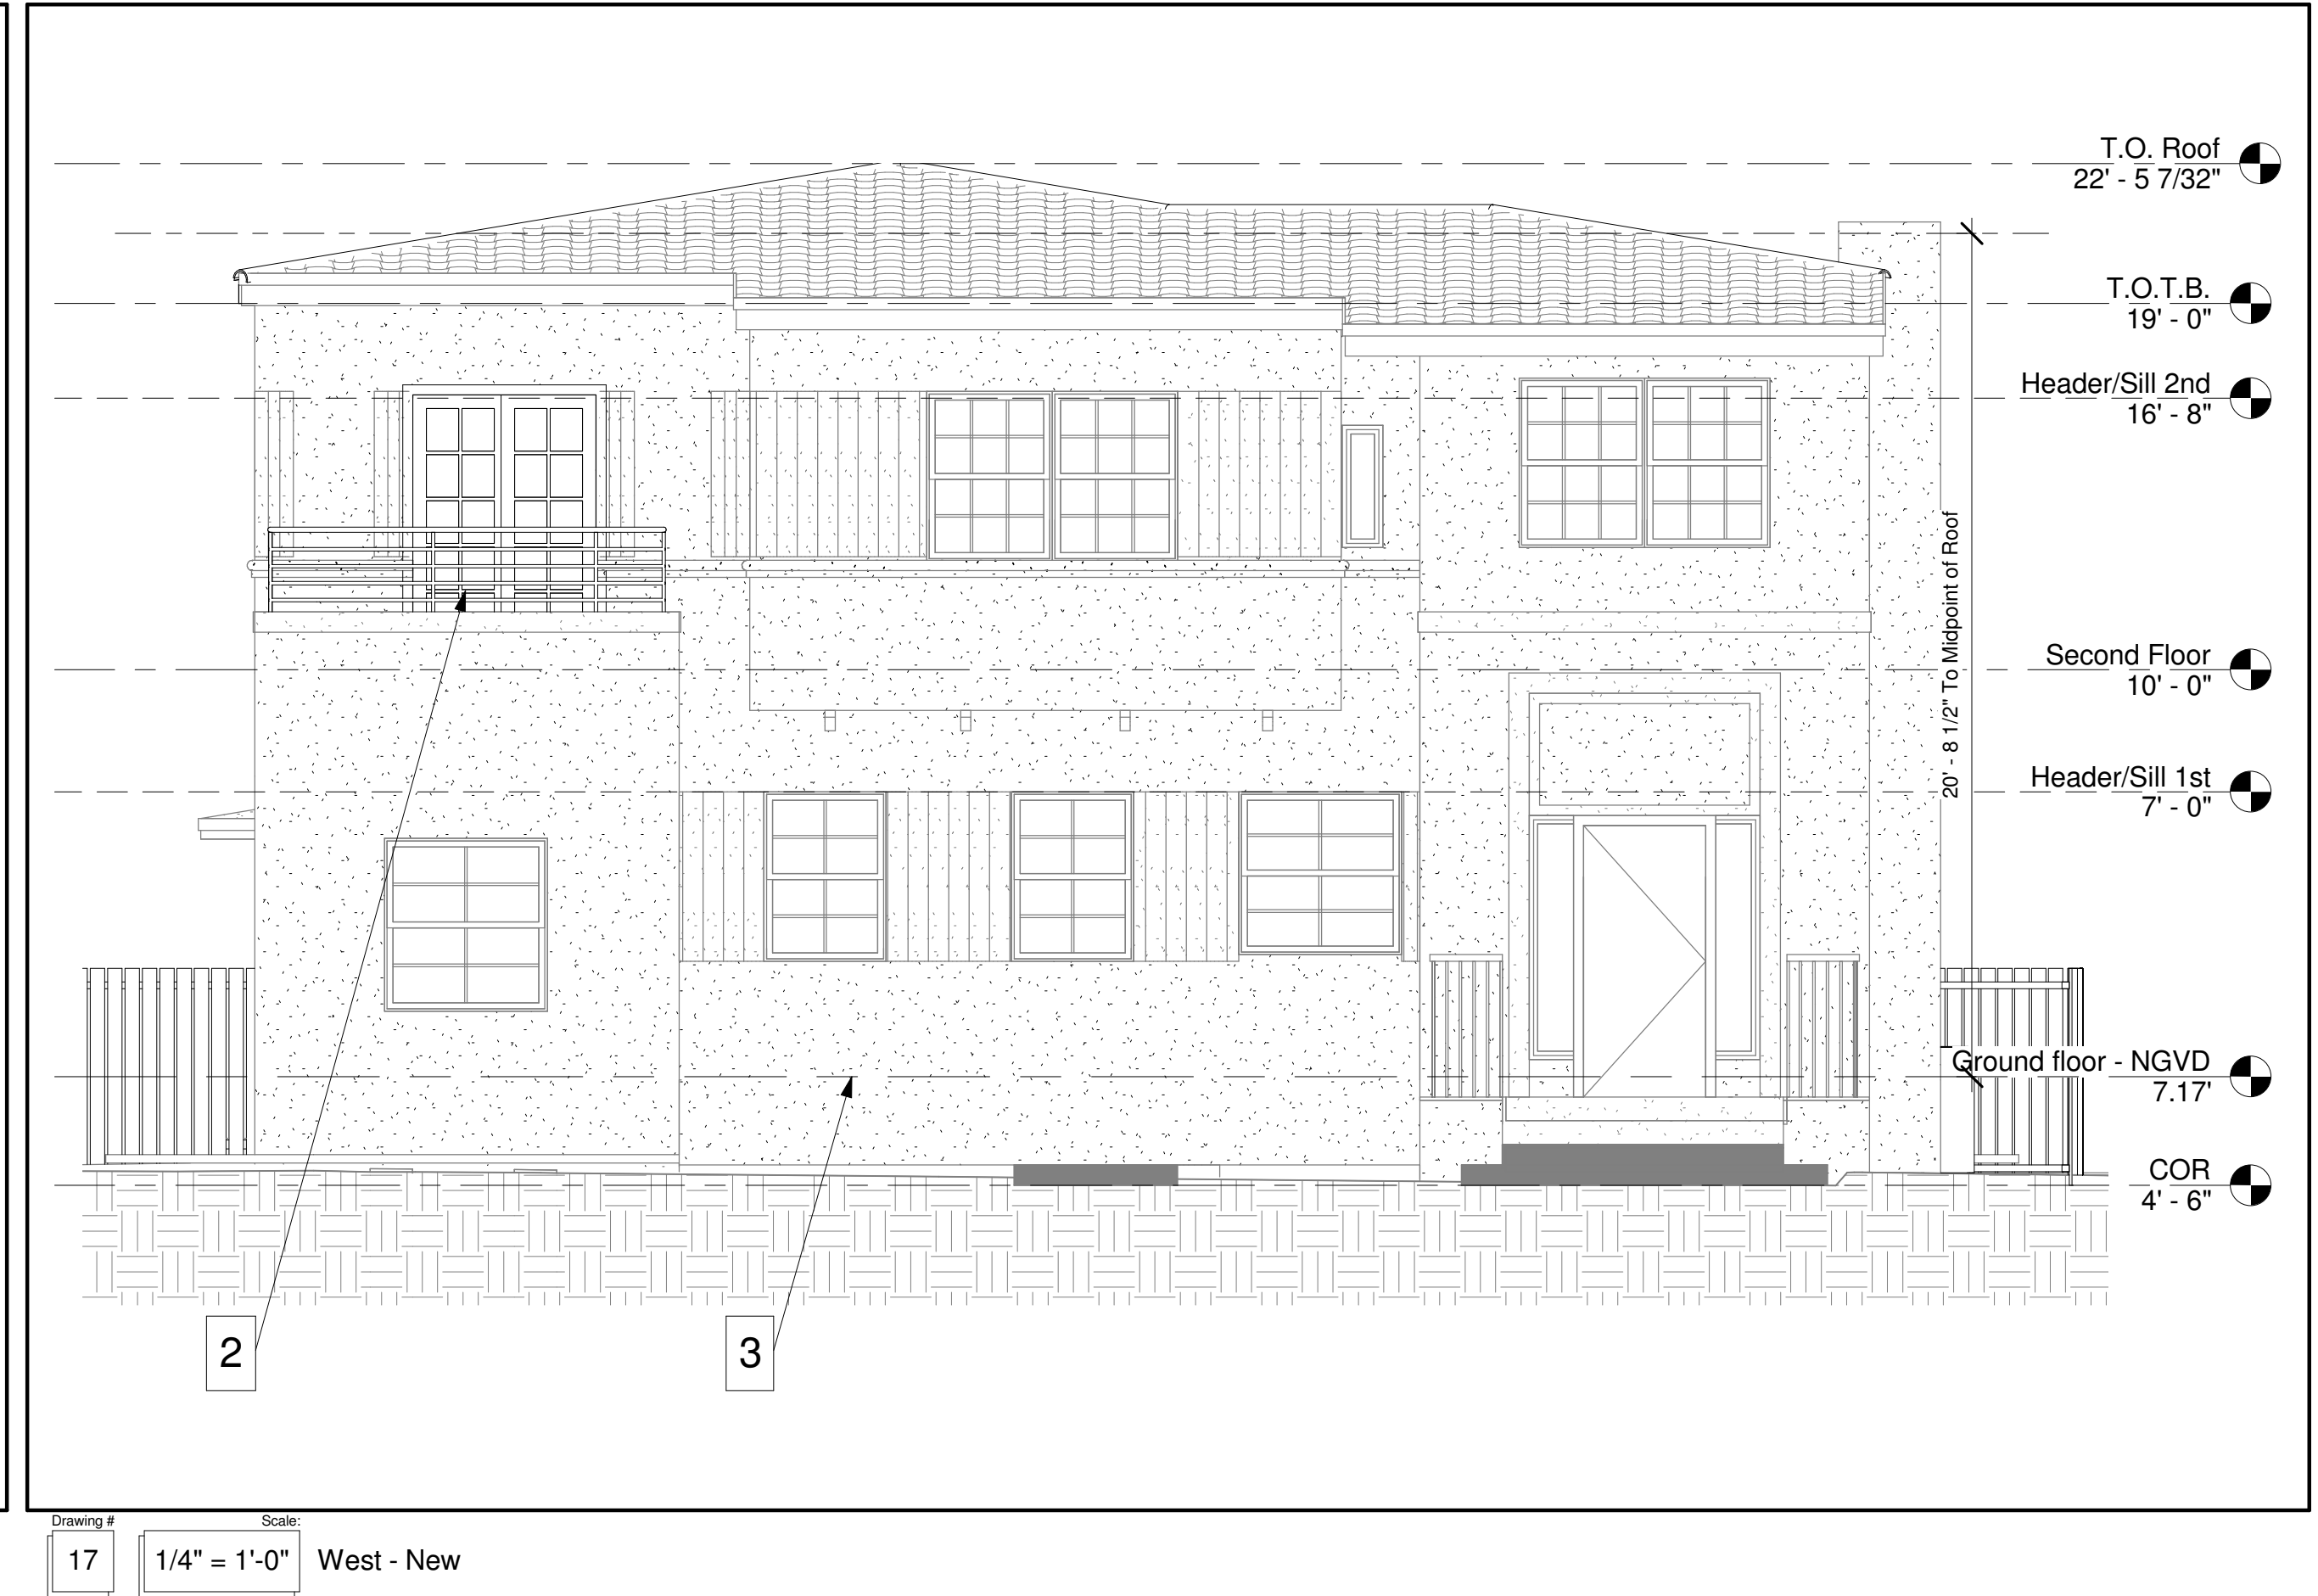 T.O. Roof
22' - 5 7/32"
T.O.T.B.
19' - 0"
Header/Sill 2nd
16' - 8"
20' - 8 1/2" To Midpoint of Roof
Second Floor
10' - 0"
Header/Sill 1st
7' - 0"
Ground floor - NGVD
7.17'
COR
4' - 6"
2
3
Drawing #
Scale:
17
1/4" = 1'-0"
West - New